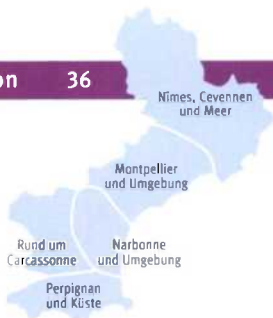 on 36
Nîmes, Cevennen
und Meer
Montpellier
und Umgebung
Rund um
Carcassonne
Narbonne
und Umgebung
Perpignan
und Küste